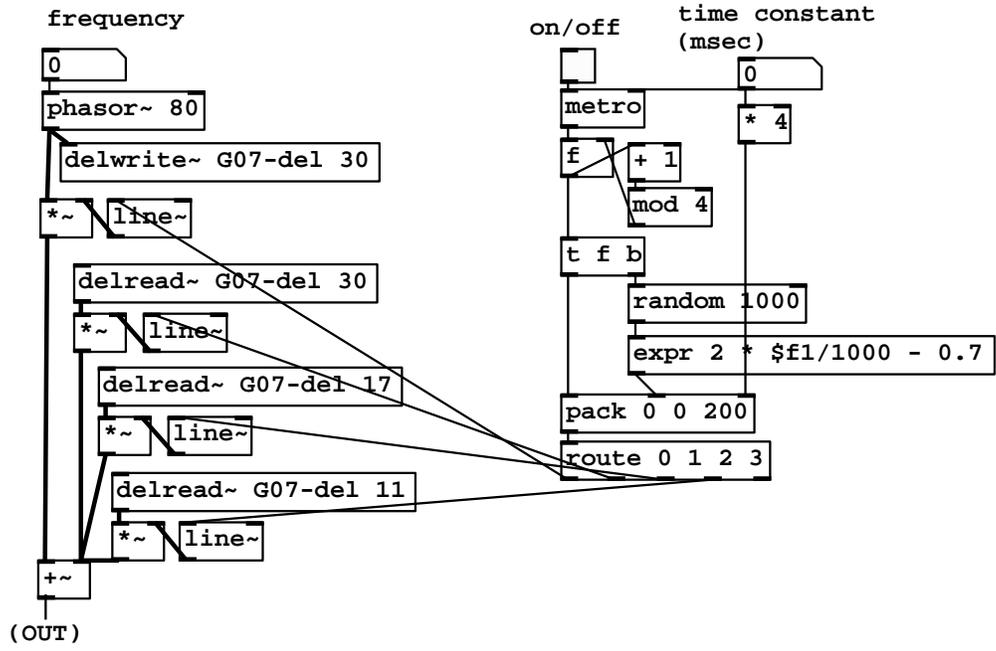 frequency
on/off
time constant
(msec)
0
0
phasor~ 80
metro
* 4
delwrite~ G07-del 30
f
+ 1
*~
line~
mod 4
t f b
delread~ G07-del 30
random 1000
*~
line~
expr 2 * $f1/1000 - 0.7
delread~ G07-del 17
pack 0 0 200
*~
line~
route 0 1 2 3
delread~ G07-del 11
*~
line~
+~
(OUT)